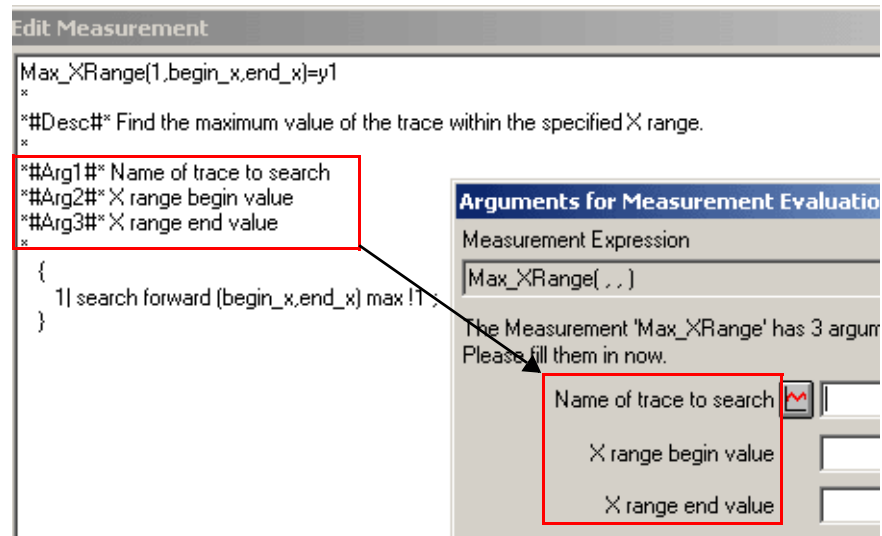 Edit Measurement
Max_XRange(1,begin_x,end_x)=y1
*
*#Desc#* Find the maximum value of the trace within the specified X range.
*
*#Arg1#* Name of trace to search
*#Arg2#* X range begin value
*#Arg3#* X range end value
*
{
1| search forward (begin_x,end_x) max !1 ;
}
Arguments for Measurement Evaluatio
Measurement Expression
Max_XRange( , , )
The Measurement 'Max_XRange' has 3 argum
Please fill them in now.
Name of trace to search
X range begin value
X range end value